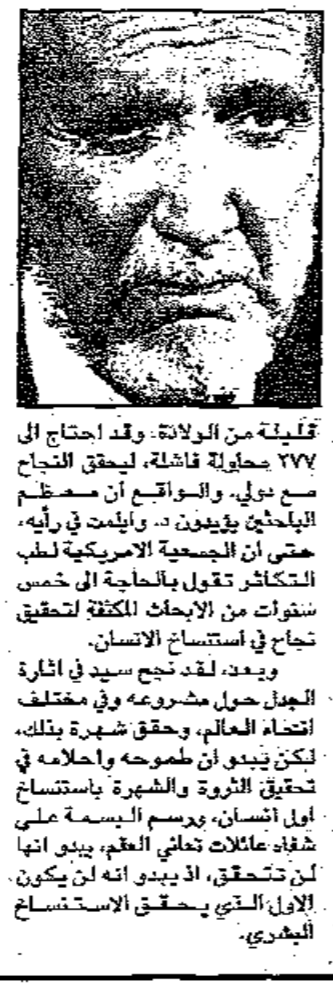 قليلة من الولادة. وقد احتاج الى
٢٧٧ محاولة فاشلة، ليحقق النجاح
مع دولي. والواقع أن معظم
الباحثين يؤيدون د. وايلمت في رأيه،
حتى ان الجمعية الامريكية لطب
التكاثر تقول بالحاجة الى خمس
سنوات من الابحاث المكثفة لتحقيق
نجاح في استنساخ الانسان.
وبعد، لقد نجح سيد في اثارة
الجدل حول مشروعه وفي مختلف
انحاء العالم، وحقق شهرة بذلك،
لكن يبدو ان طموحه واحلامه في
تحقيق الثروة والشهرة باستنساخ
اول انسان، ورسم البسمة على
شفاه عائلات تعاني العقم، يبدو انها
لن تتحقق، اذ يبدو انه لن يكون
الاول الذي يحقق الاستنساخ
البشري.